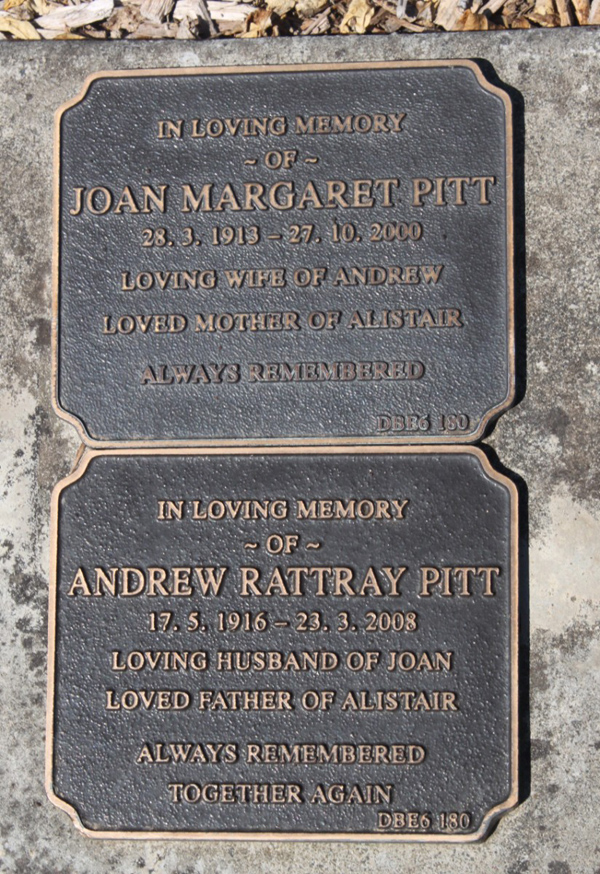 IN LOVING MEMORY
~ OF ~
JOAN MARGARET PITT
28. 3. 1913 – 27. 10. 2000
LOVING WIFE OF ANDREW
LOVED MOTHER OF ALISTAIR
ALWAYS REMEMBERED
DBE6 180
IN LOVING MEMORY
~ OF ~
ANDREW RATTRAY PITT
17. 5. 1916 – 23. 3. 2008
LOVING HUSBAND OF JOAN
LOVED FATHER OF ALISTAIR
ALWAYS REMEMBERED
TOGETHER AGAIN
DBE6 180